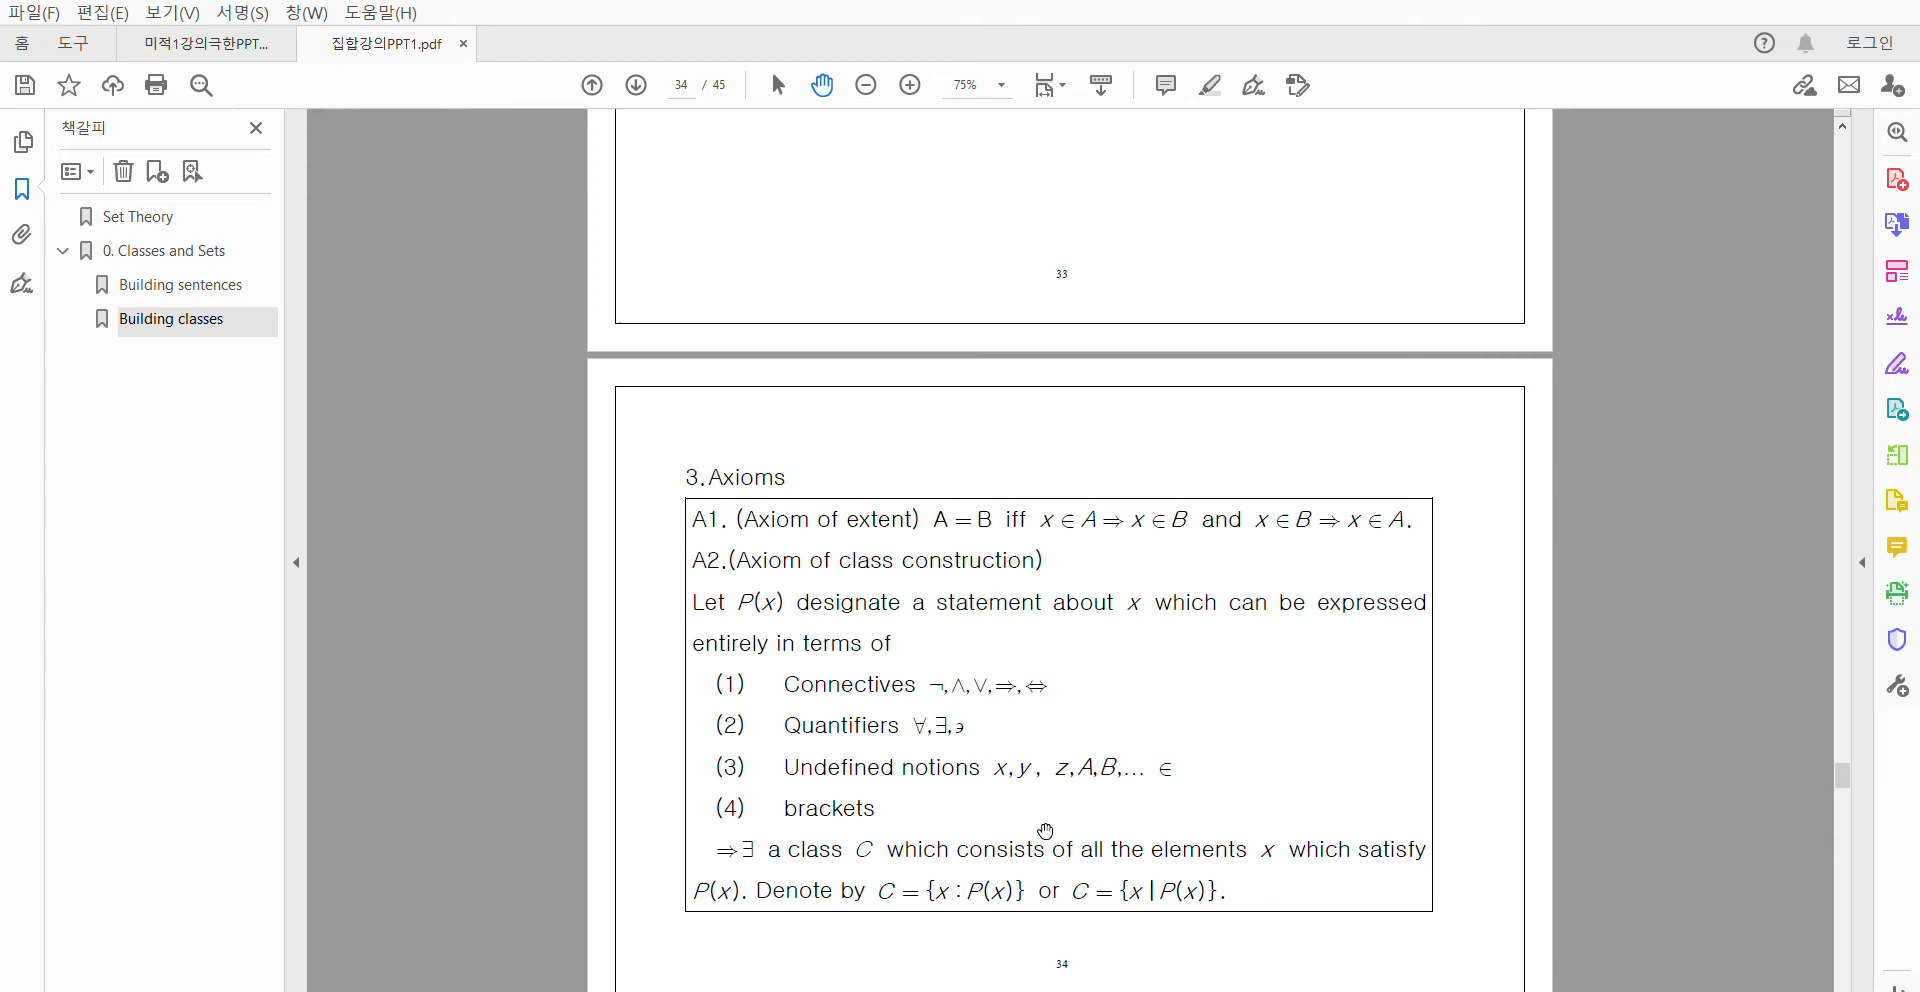 파일(F) 편집(E) 보기(V) 서명(S) 창(W) 도움말(H)
홈 도구 미적1강의극한PPT... 집합강의PPT1.pdf × 로그인
34 / 45 75%
책갈피
Set Theory
0. Classes and Sets
Building sentences
Building classes
33
3.Axioms
A1. (Axiom of extent) A = B iff x ∈ A ⇒ x ∈ B and x ∈ B ⇒ x ∈ A.
A2.(Axiom of class construction)
Let P(x) designate a statement about x which can be expressed
entirely in terms of
(1) Connectives ¬,∧,∨,⇒,⇔
(2) Quantifiers ∀,∃,϶
(3) Undefined notions x,y, z,A,B,... ∈
(4) brackets
⇒∃ a class C which consists of all the elements x which satisfy
P(x). Denote by C = {x : P(x)} or C = {x | P(x)}.
34